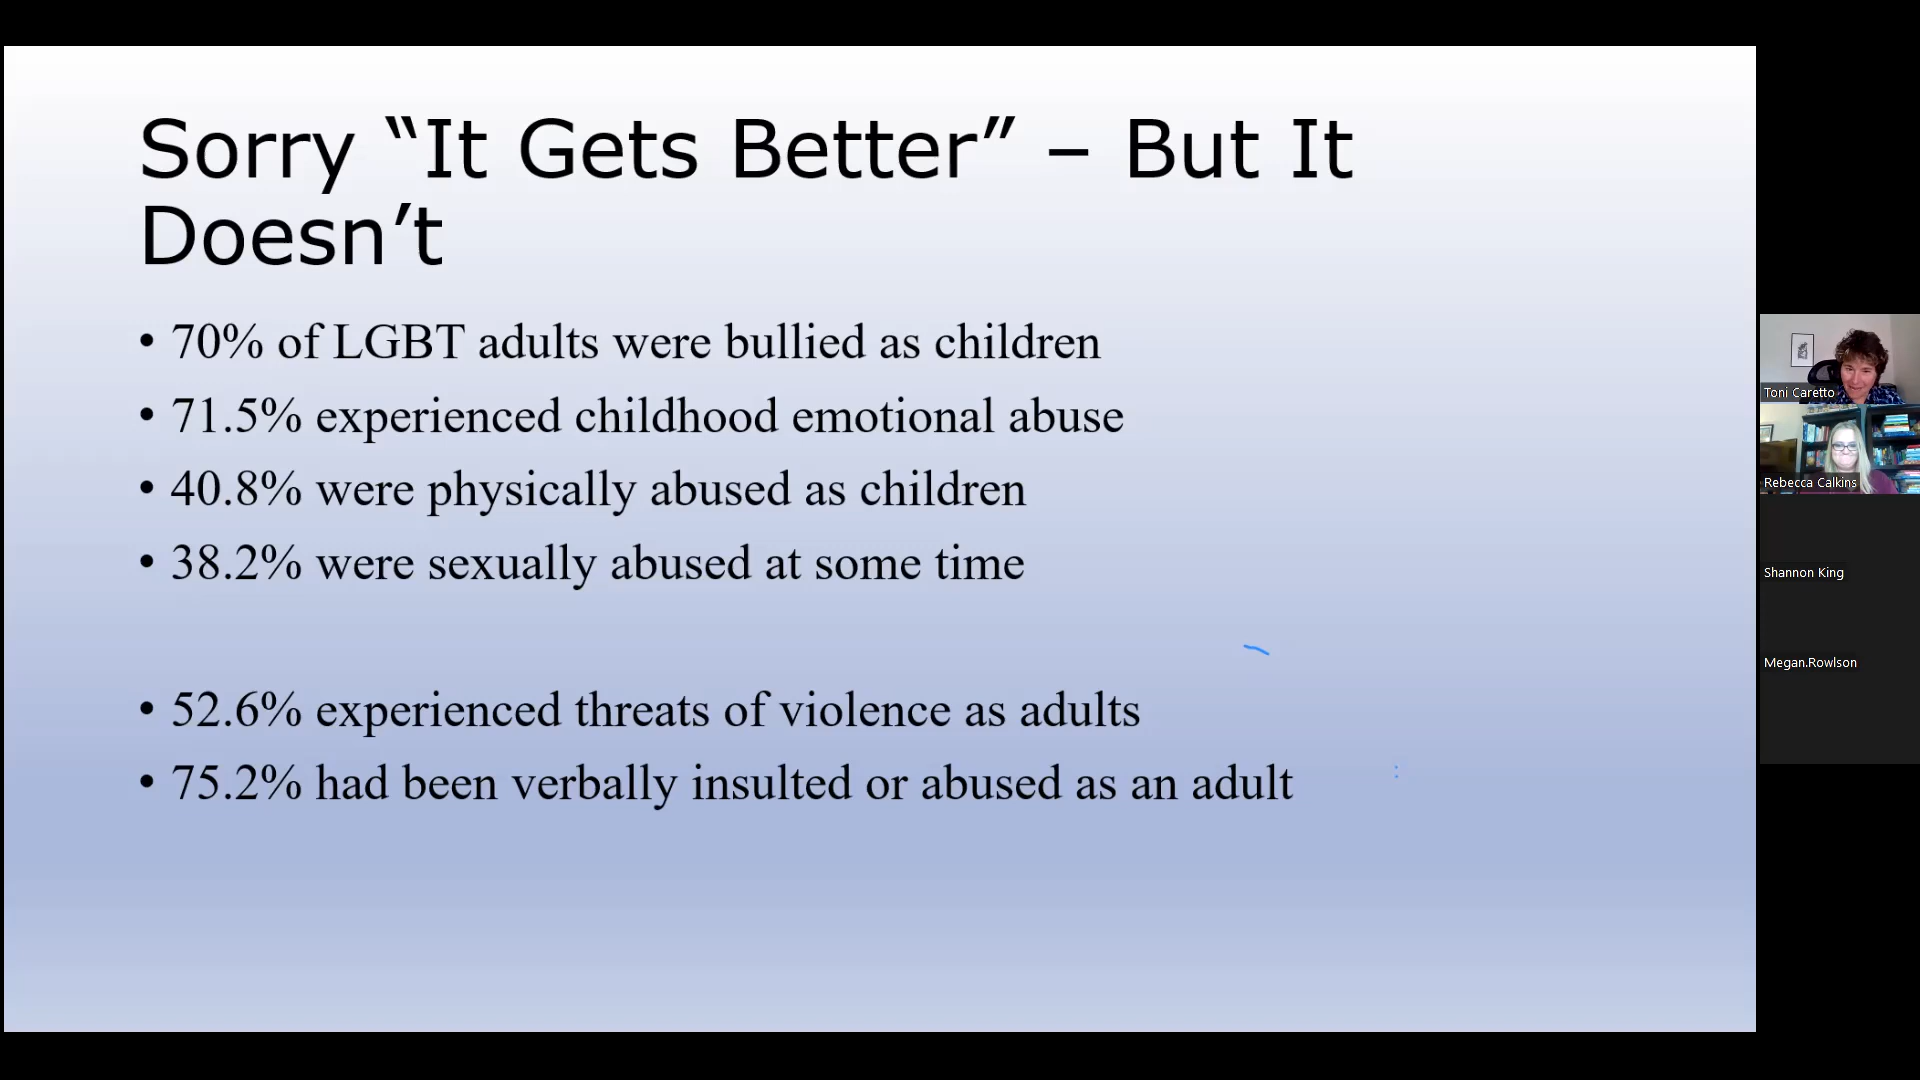 Sorry “It Gets Better” – But It
Doesn’t
• 70% of LGBT adults were bullied as children
• 71.5% experienced childhood emotional abuse
• 40.8% were physically abused as children
• 38.2% were sexually abused at some time
• 52.6% experienced threats of violence as adults
• 75.2% had been verbally insulted or abused as an adult
Toni Caretto
Rebecca Calkins
Shannon King
Megan.Rowlson